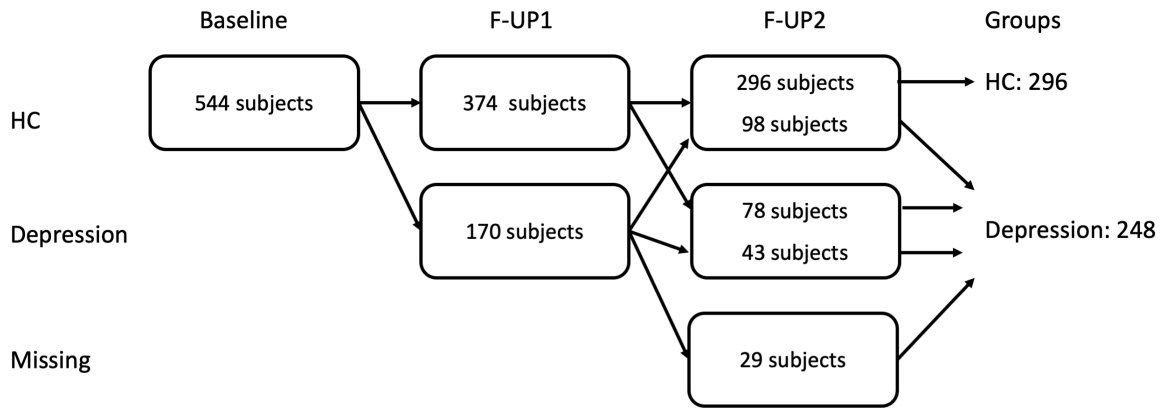 Baseline F-UP1 F-UP2 Groups
HC
544 subjects
374 subjects
296 subjects
98 subjects
HC: 296
Depression
170 subjects
78 subjects
43 subjects
Depression: 248
Missing
29 subjects